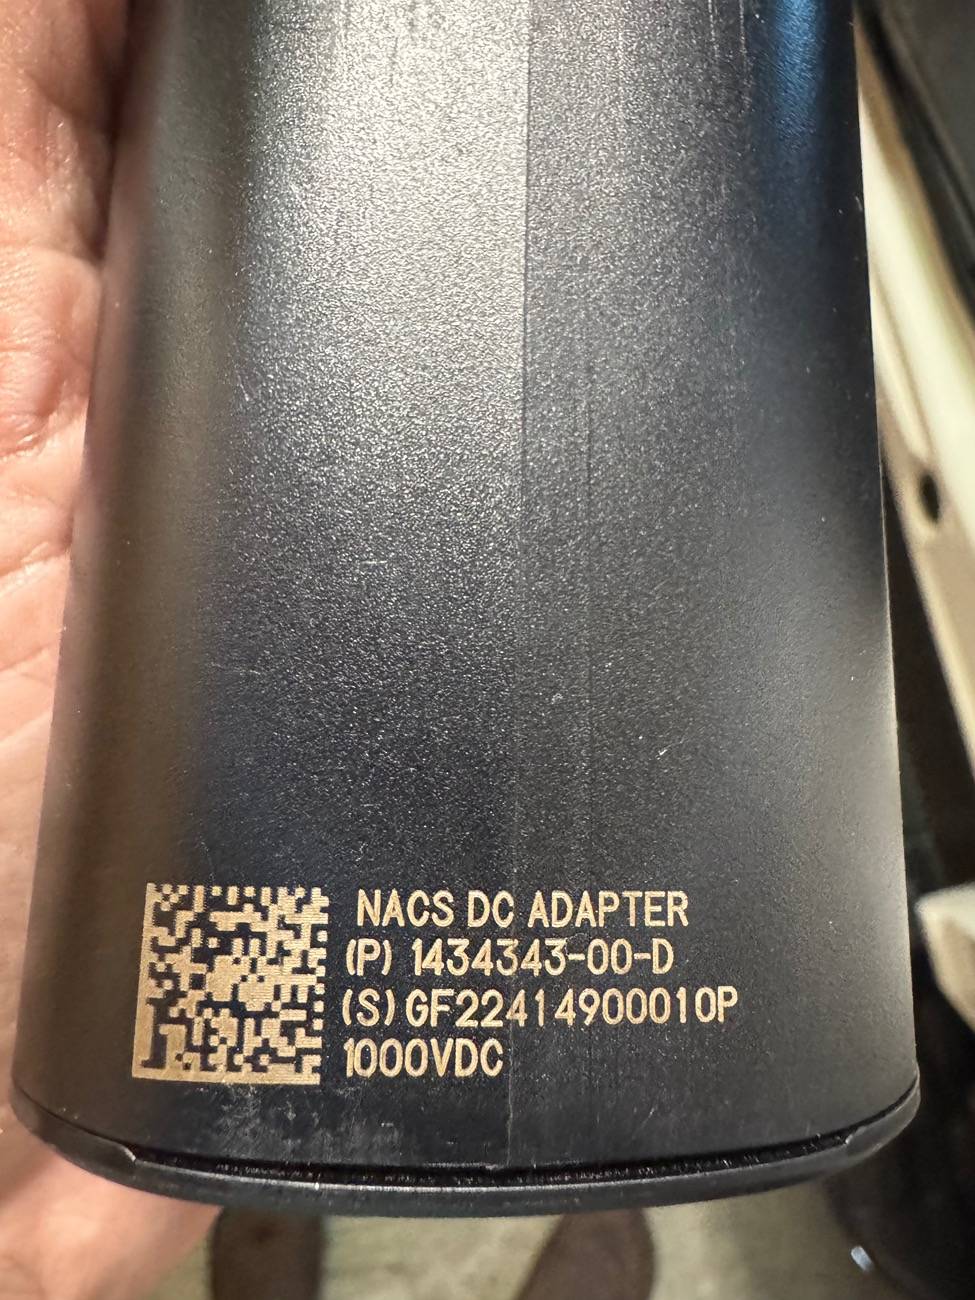 NACS DC ADAPTER
(P) 1434343-00-D
(S) GF22414900010P
1000VDC